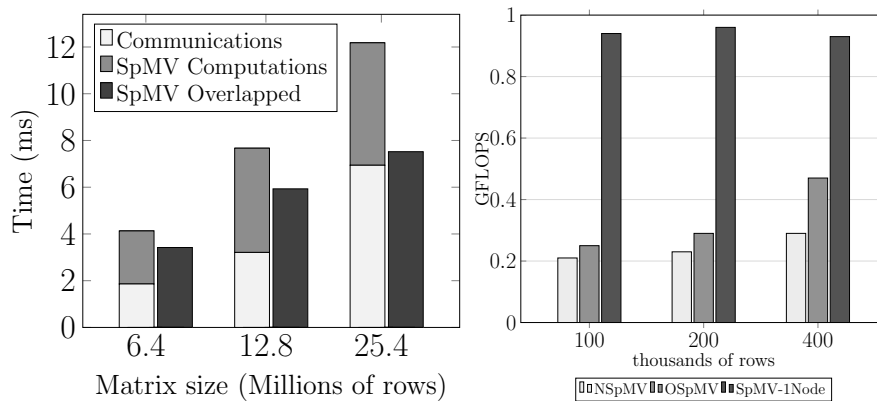 12
10
8
6
4
2
0
Time (ms)
Communications
SpMV Computations
SpMV Overlapped
6.4 12.8 25.4
Matrix size (Millions of rows)
1
0.8
0.6
0.4
0.2
0
GFLOPS
100 200 400
thousands of rows
NSpMV OSpMV SpMV-1Node